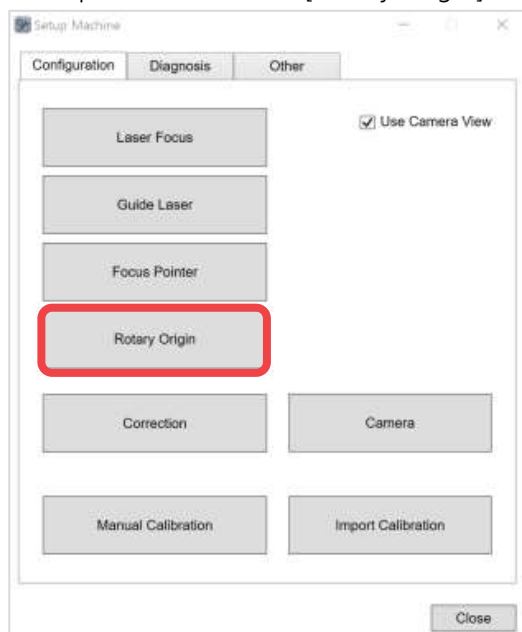 Setup Machine
Configuration Diagnosis Other
Laser Focus
Use Camera View
Guide Laser
Focus Pointer
Rotary Origin
Correction
Camera
Manual Calibration
Import Calibration
Close